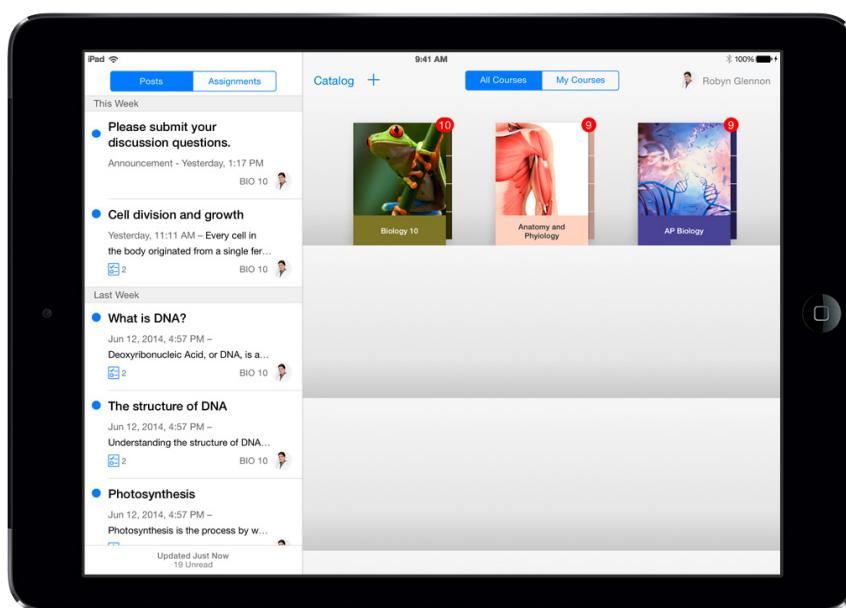 iPad
9:41 AM
100%
Posts
Assignments
Catalog
All Courses
My Courses
Robyn Glennon
This Week
Please submit your
discussion questions.
Announcement - Yesterday, 1:17 PM
BIO 10
Cell division and growth
Yesterday, 11:11 AM – Every cell in
the body originated from a single fer…
2
BIO 10
Last Week
What is DNA?
Jun 12, 2014, 4:57 PM –
Deoxyribonucleic Acid, or DNA, is a…
2
BIO 10
The structure of DNA
Jun 12, 2014, 4:57 PM –
Understanding the structure of DNA…
2
BIO 10
Photosynthesis
Jun 12, 2014, 4:57 PM –
Photosynthesis is the process by w…
Updated Just Now
19 Unread
10
Biology 10
9
Anatomy and
Phyiology
9
AP Biology